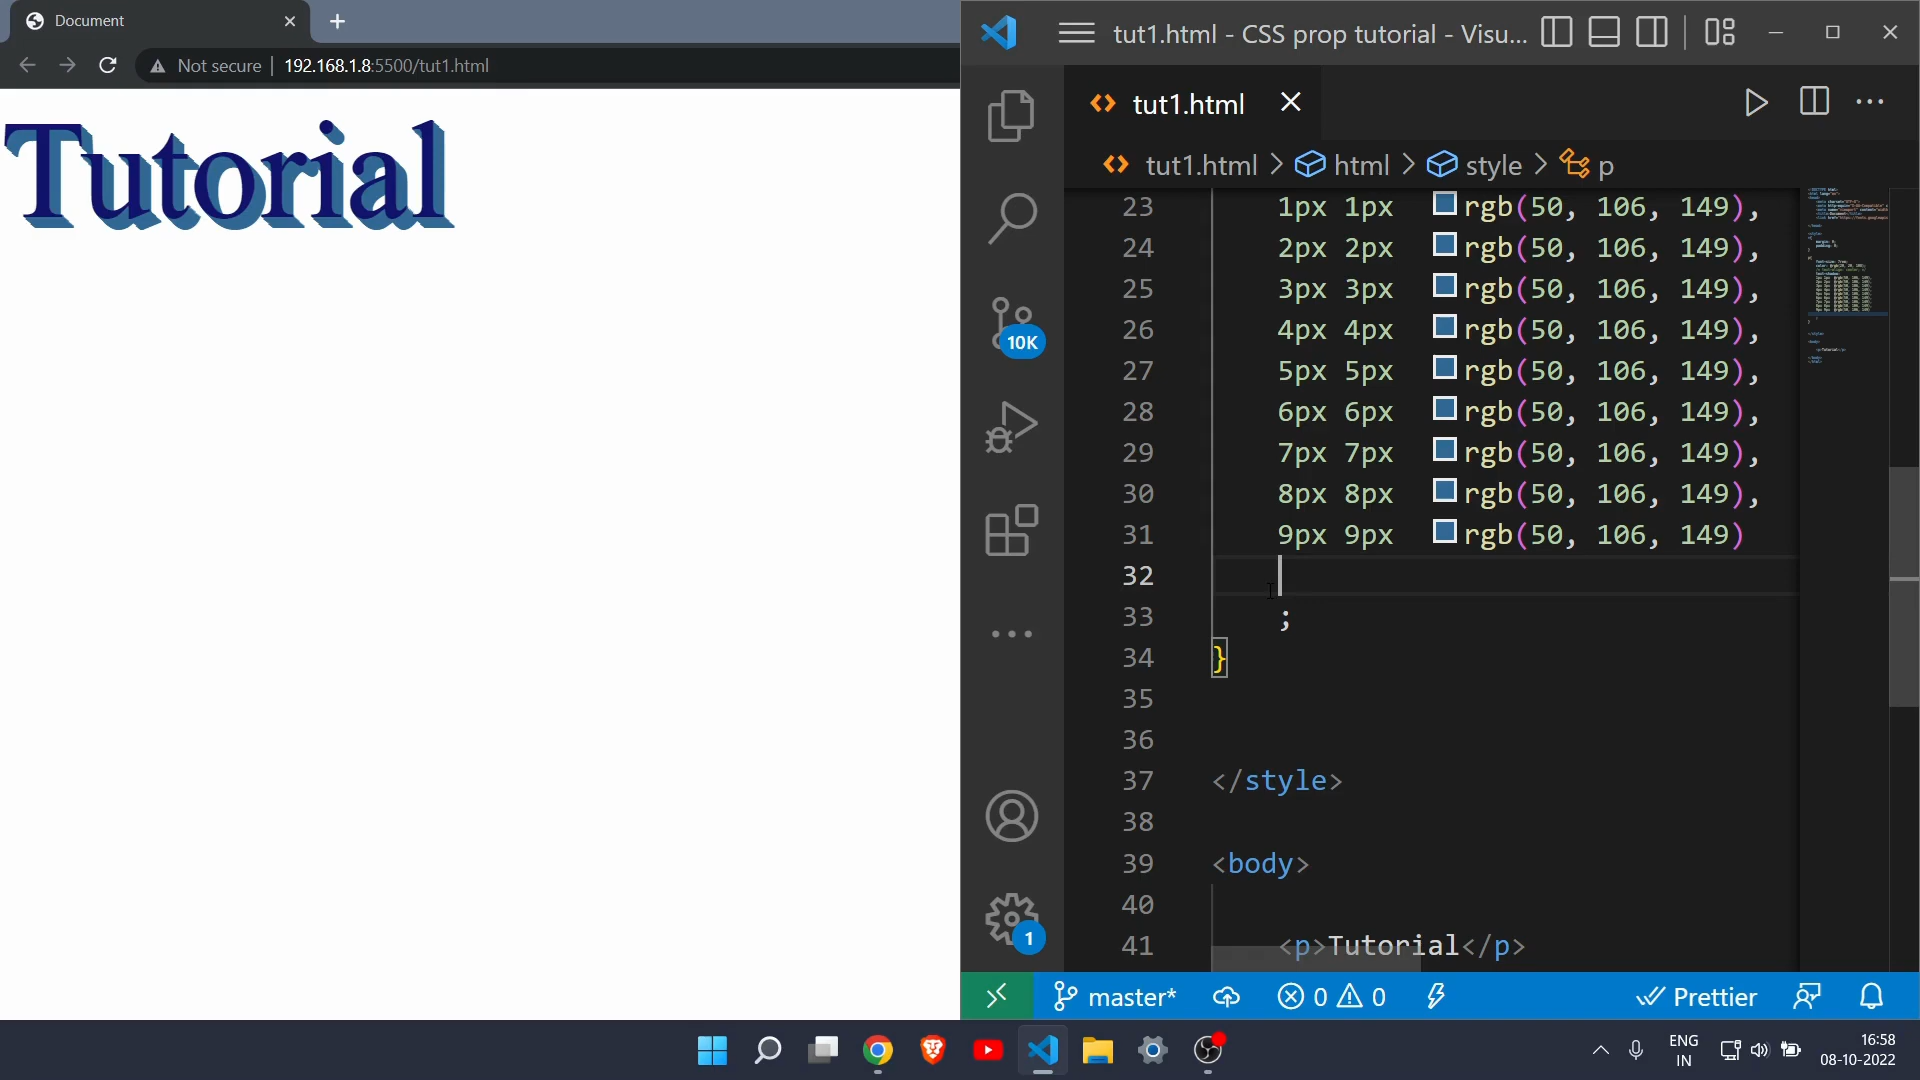 Document
Not secure | 192.168.1.8:5500/tut1.html
Tutorial
tut1.html - CSS prop tutorial - Visu...
tut1.html
tut1.html > html > style > p
23 1px 1px rgb(50, 106, 149),
24 2px 2px rgb(50, 106, 149),
25 3px 3px rgb(50, 106, 149),
26 4px 4px rgb(50, 106, 149),
27 5px 5px rgb(50, 106, 149),
28 6px 6px rgb(50, 106, 149),
29 7px 7px rgb(50, 106, 149),
30 8px 8px rgb(50, 106, 149),
31 9px 9px rgb(50, 106, 149)
32
33 ;
34 }
35
36
37 </style>
38
39 <body>
40
41 <p>Tutorial</p>
10K
1
master* 0 0 Prettier
ENG
IN
16:58
08-10-2022